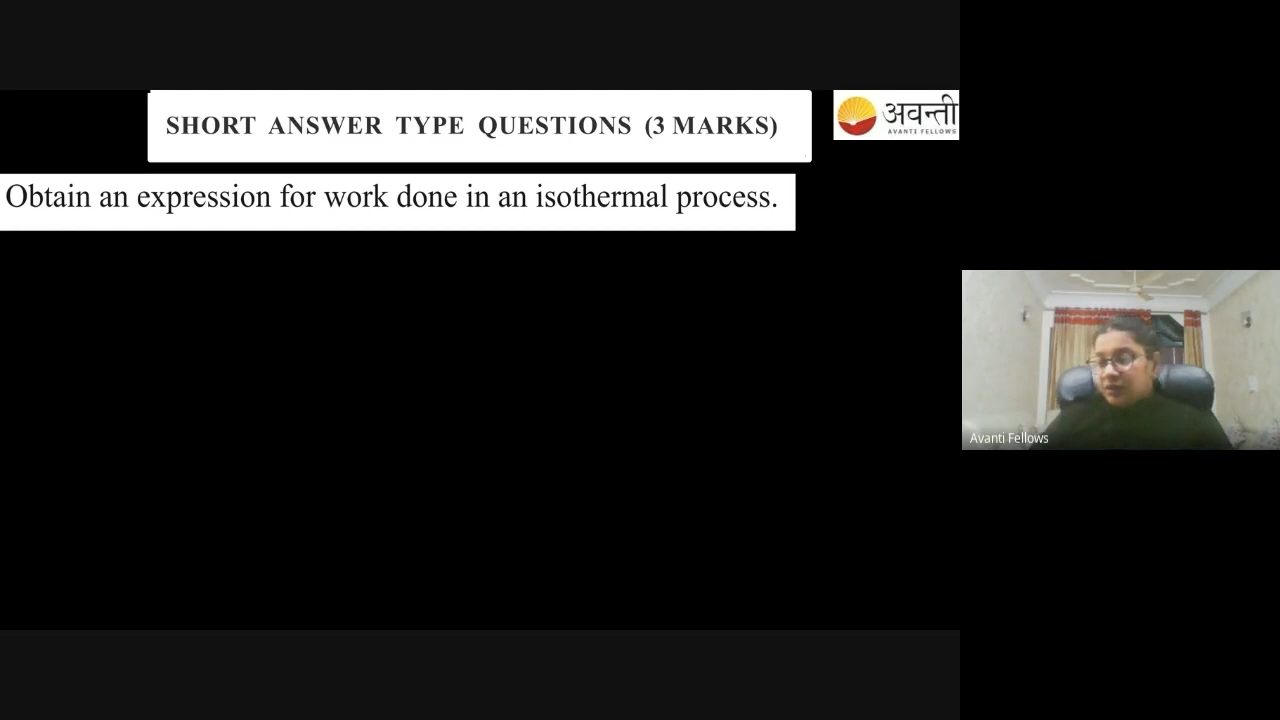 SHORT ANSWER TYPE QUESTIONS (3 MARKS)
अवन्ती
AVANTI FELLOWS
Obtain an expression for work done in an isothermal process.
Avanti Fellows